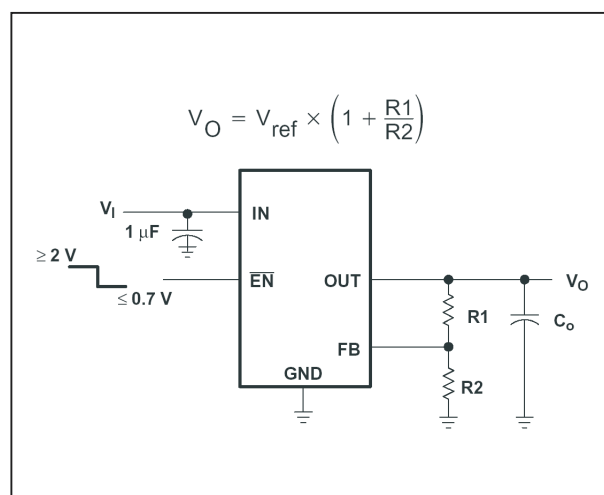 V_O = V_ref × (1 + R1/R2)
V_I
IN
1 μF
≥ 2 V
≤ 0.7 V
E̅N̅
OUT
V_O
R1
C_o
FB
GND
R2